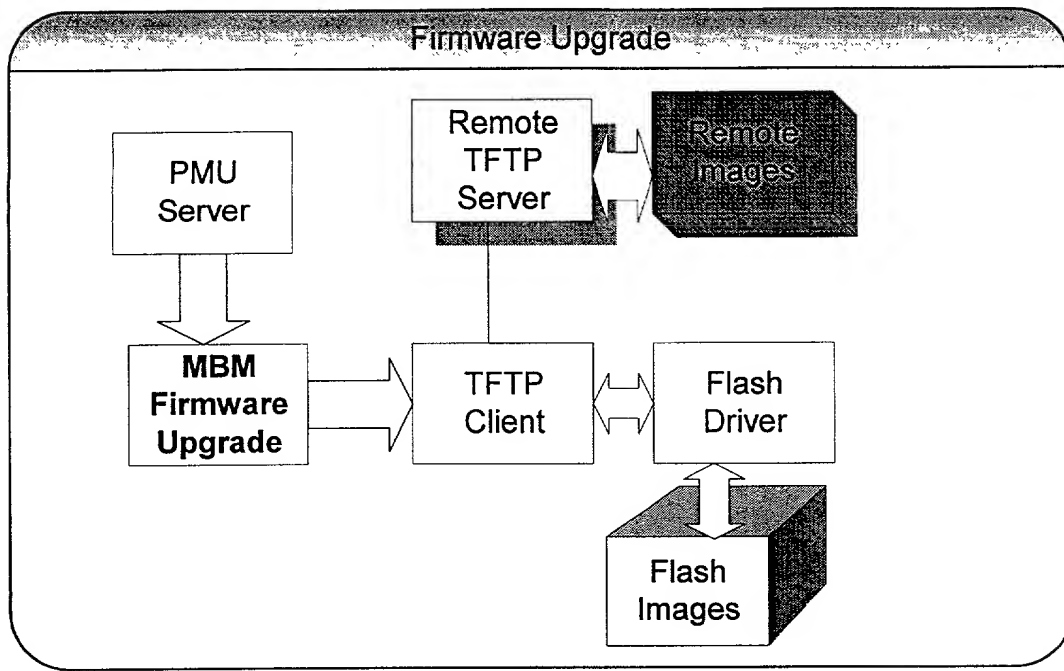 Firmware Upgrade
PMU
Server
Remote
TFTP
Server
Remote
Images
MBM
Firmware
Upgrade
TFTP
Client
Flash
Driver
Flash
Images